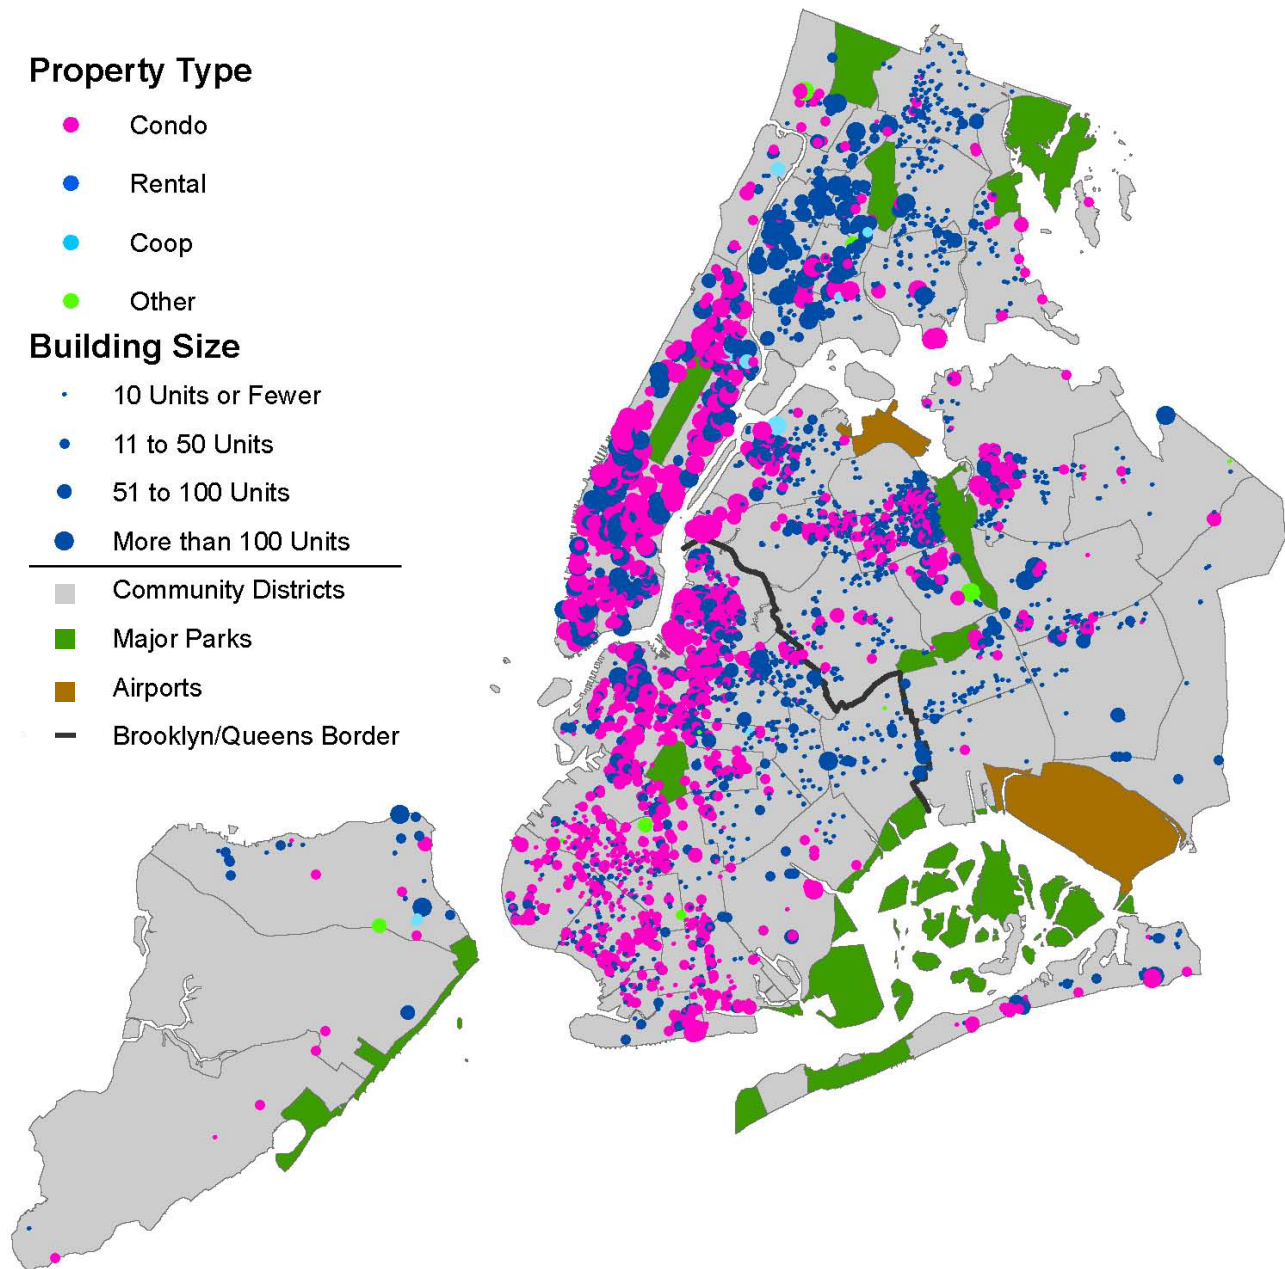 Property Type
Condo
Rental
Coop
Other
Building Size
10 Units or Fewer
11 to 50 Units
51 to 100 Units
More than 100 Units
Community Districts
Major Parks
Airports
Brooklyn/Queens Border